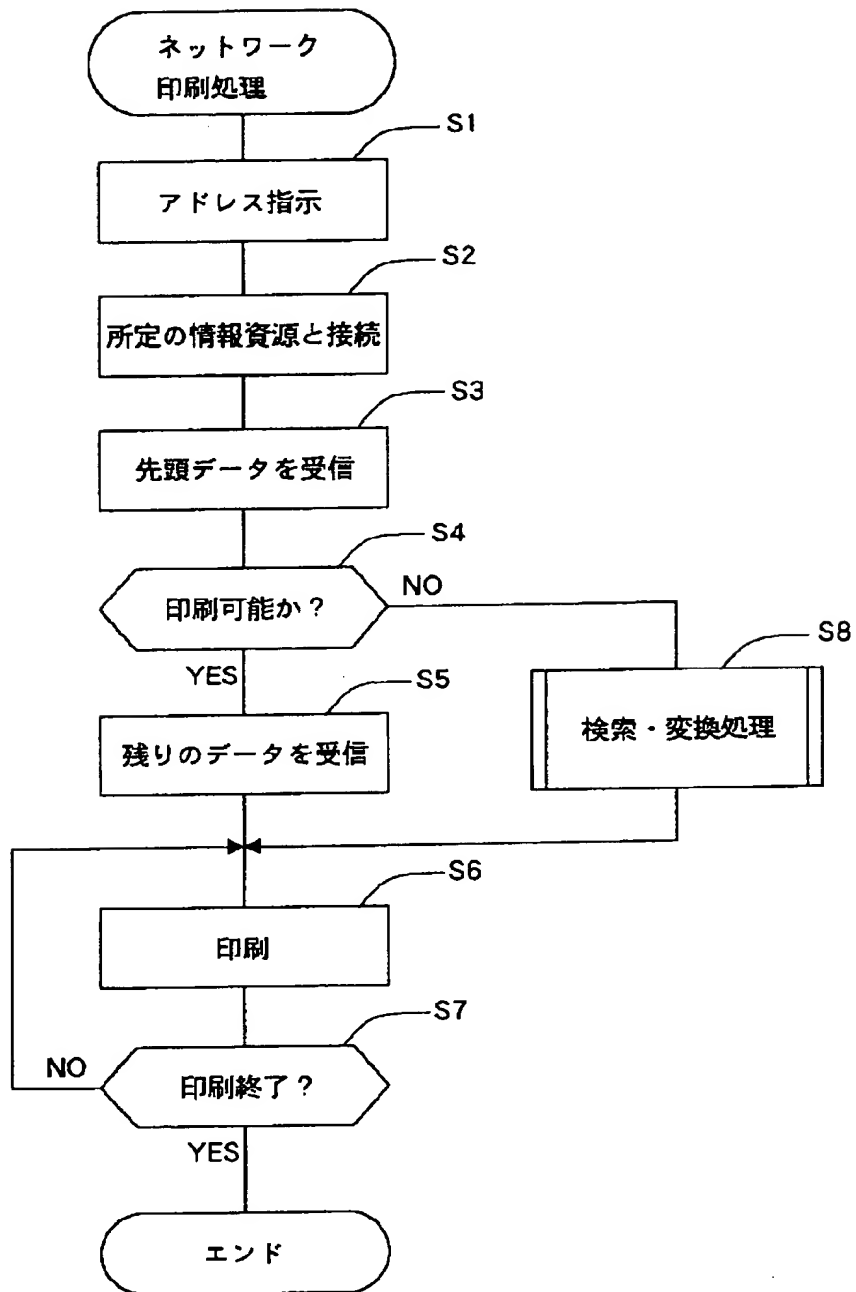 ネットワーク
印刷処理
S1
アドレス指示
S2
所定の情報資源と接続
S3
先頭データを受信
S4
印刷可能か？
NO
YES
S8
検索・変換処理
S5
残りのデータを受信
S6
印刷
S7
NO
印刷終了？
YES
エンド